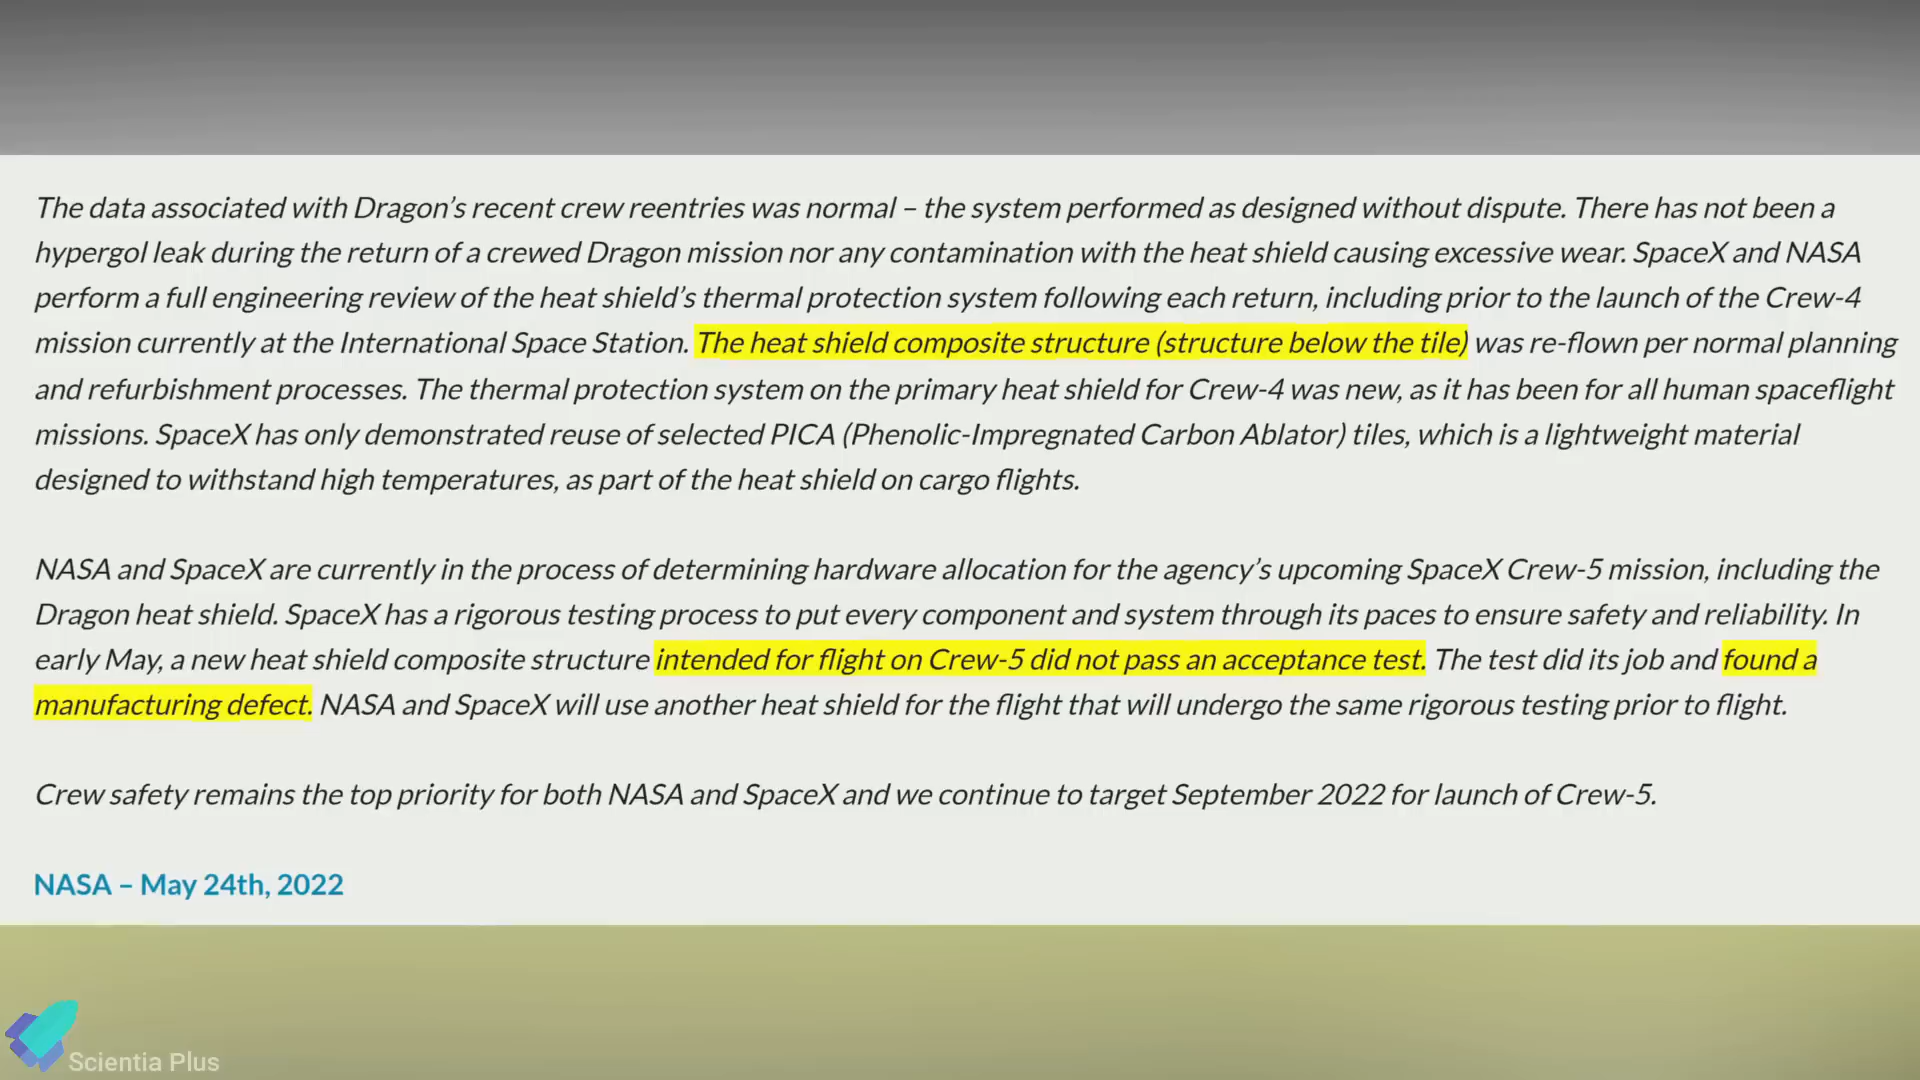 The data associated with Dragon’s recent crew reentries was normal – the system performed as designed without dispute. There has not been a
hypergol leak during the return of a crewed Dragon mission nor any contamination with the heat shield causing excessive wear. SpaceX and NASA
perform a full engineering review of the heat shield’s thermal protection system following each return, including prior to the launch of the Crew-4
mission currently at the International Space Station. The heat shield composite structure (structure below the tile) was re-flown per normal planning
and refurbishment processes. The thermal protection system on the primary heat shield for Crew-4 was new, as it has been for all human spaceflight
missions. SpaceX has only demonstrated reuse of selected PICA (Phenolic-Impregnated Carbon Ablator) tiles, which is a lightweight material
designed to withstand high temperatures, as part of the heat shield on cargo flights.
NASA and SpaceX are currently in the process of determining hardware allocation for the agency’s upcoming SpaceX Crew-5 mission, including the
Dragon heat shield. SpaceX has a rigorous testing process to put every component and system through its paces to ensure safety and reliability. In
early May, a new heat shield composite structure intended for flight on Crew-5 did not pass an acceptance test. The test did its job and found a
manufacturing defect. NASA and SpaceX will use another heat shield for the flight that will undergo the same rigorous testing prior to flight.
Crew safety remains the top priority for both NASA and SpaceX and we continue to target September 2022 for launch of Crew-5.
NASA – May 24th, 2022
Scientia Plus